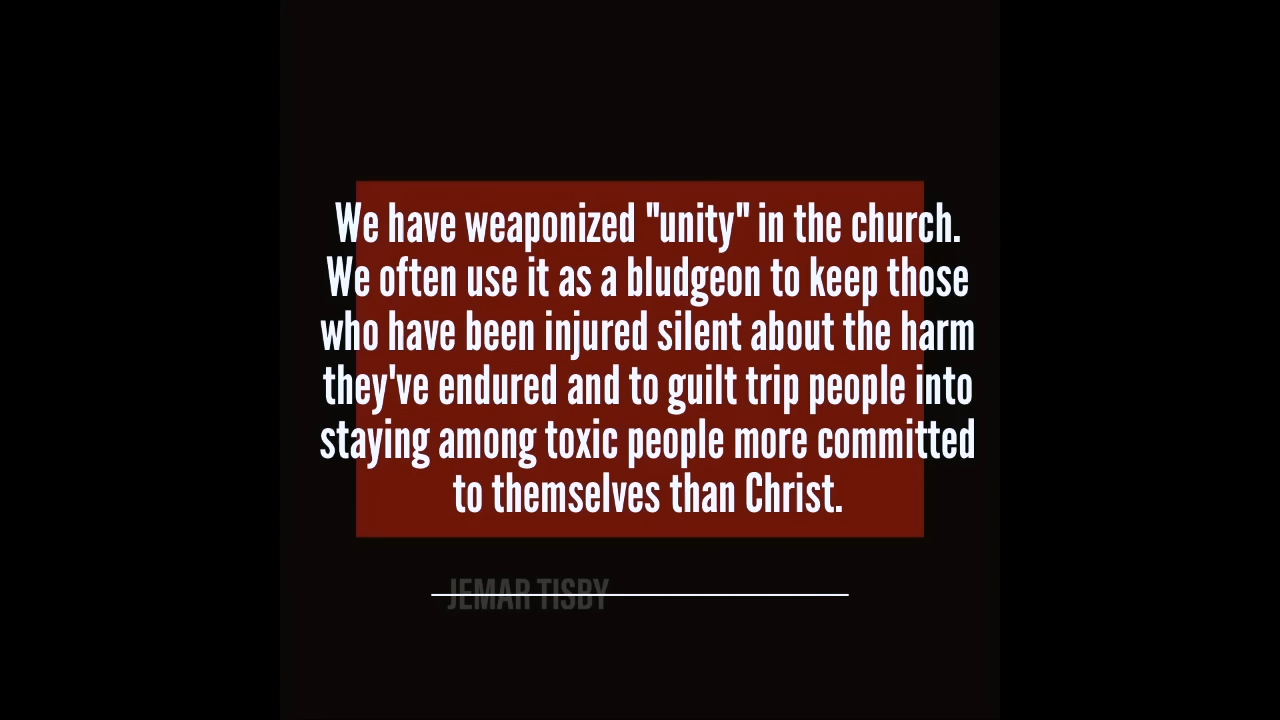 We have weaponized "unity" in the church.
We often use it as a bludgeon to keep those
who have been injured silent about the harm
they've endured and to guilt trip people into
staying among toxic people more committed
to themselves than Christ.
JEMAR TISBY